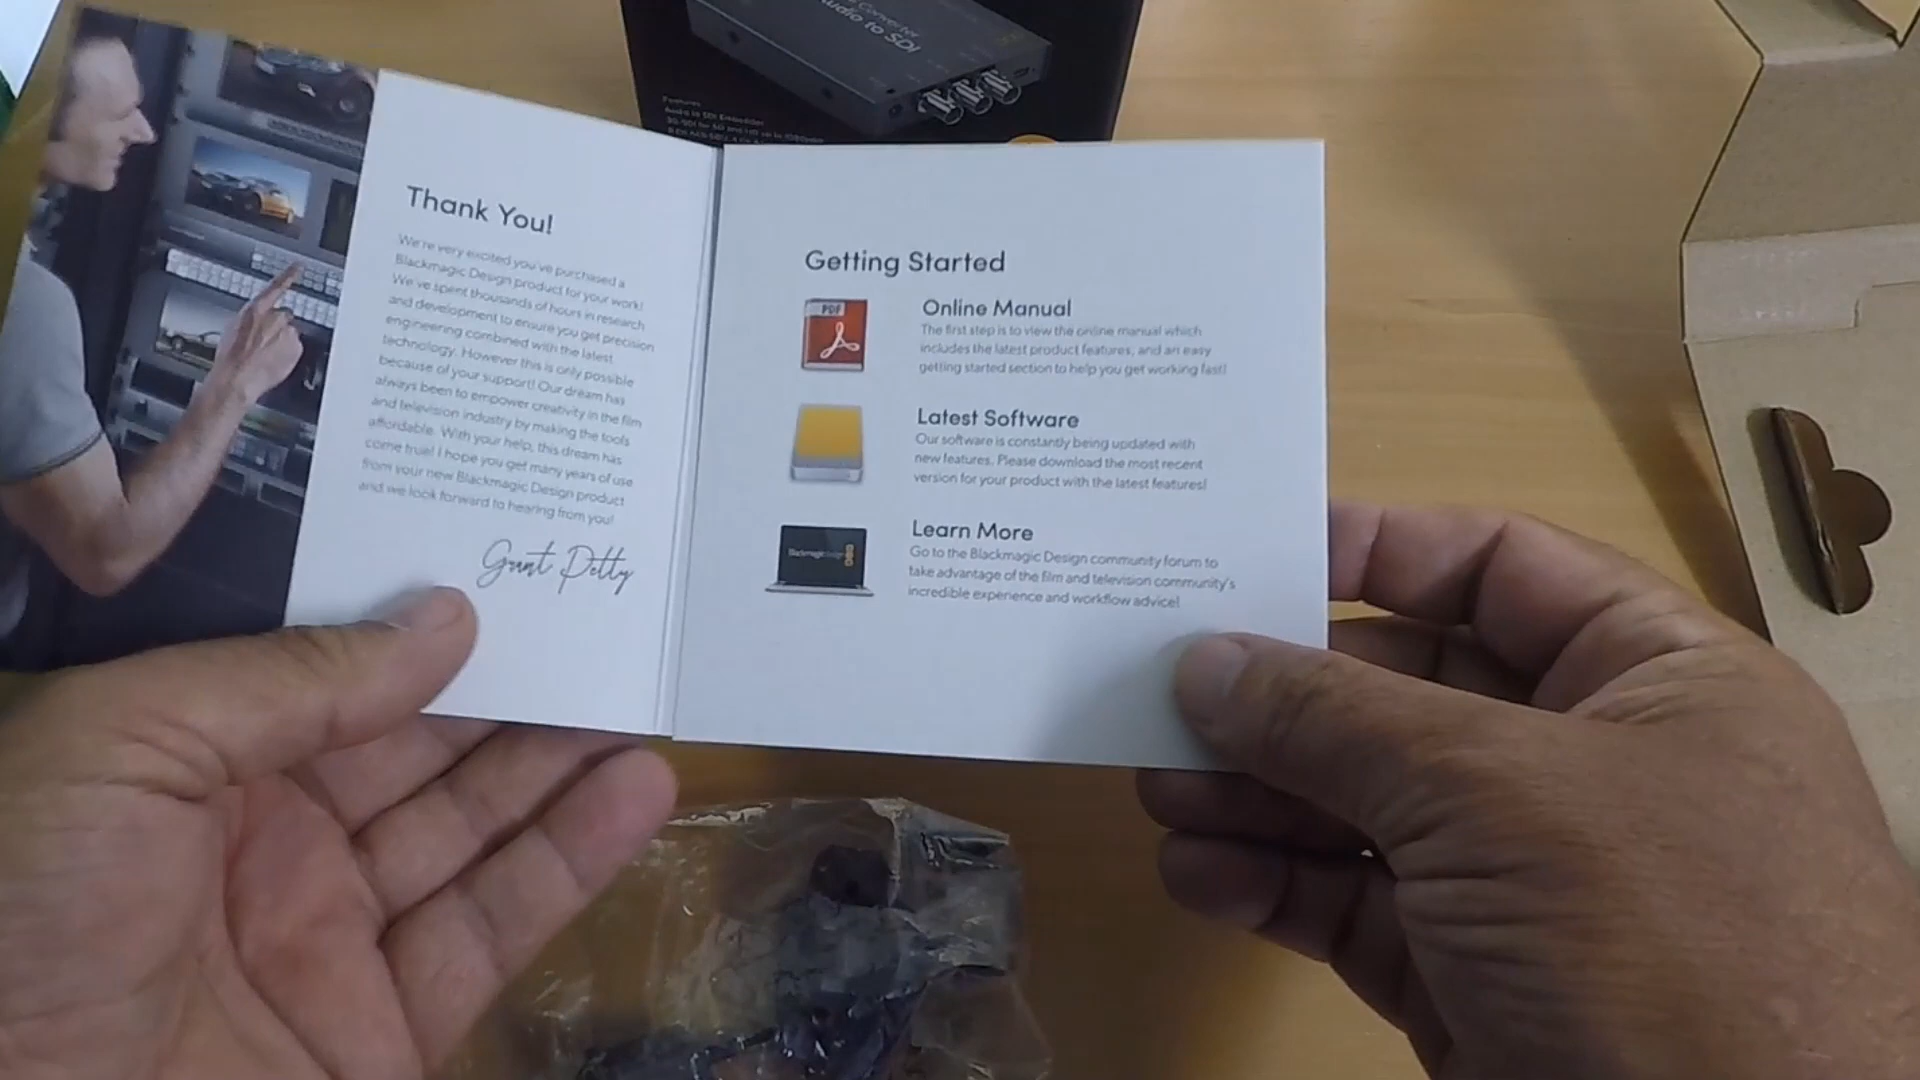 Converter
Audio to SDI
Features
Audio to SDI Embedder
Thank You!
We're very excited you've purchased a
Blackmagic Design product for your work!
We've spent thousands of hours in research
and development to ensure you get precision
engineering combined with the latest
technology. However this is only possible
because of your support! Our dream has
always been to empower creativity in the film
and television industry by making the tools
affordable. With your help, this dream has
come true! I hope you get many years of use
from your new Blackmagic Design product
and we look forward to hearing from you!
Grant Petty
Getting Started
PDF
Online Manual
The first step is to view the online manual which
includes the latest product features, and an easy
getting started section to help you get working fast!
Latest Software
Our software is constantly being updated with
new features. Please download the most recent
version for your product with the latest features!
Blackmagicdesign
Learn More
Go to the Blackmagic Design community forum to
take advantage of the film and television community's
incredible experience and workflow advice!